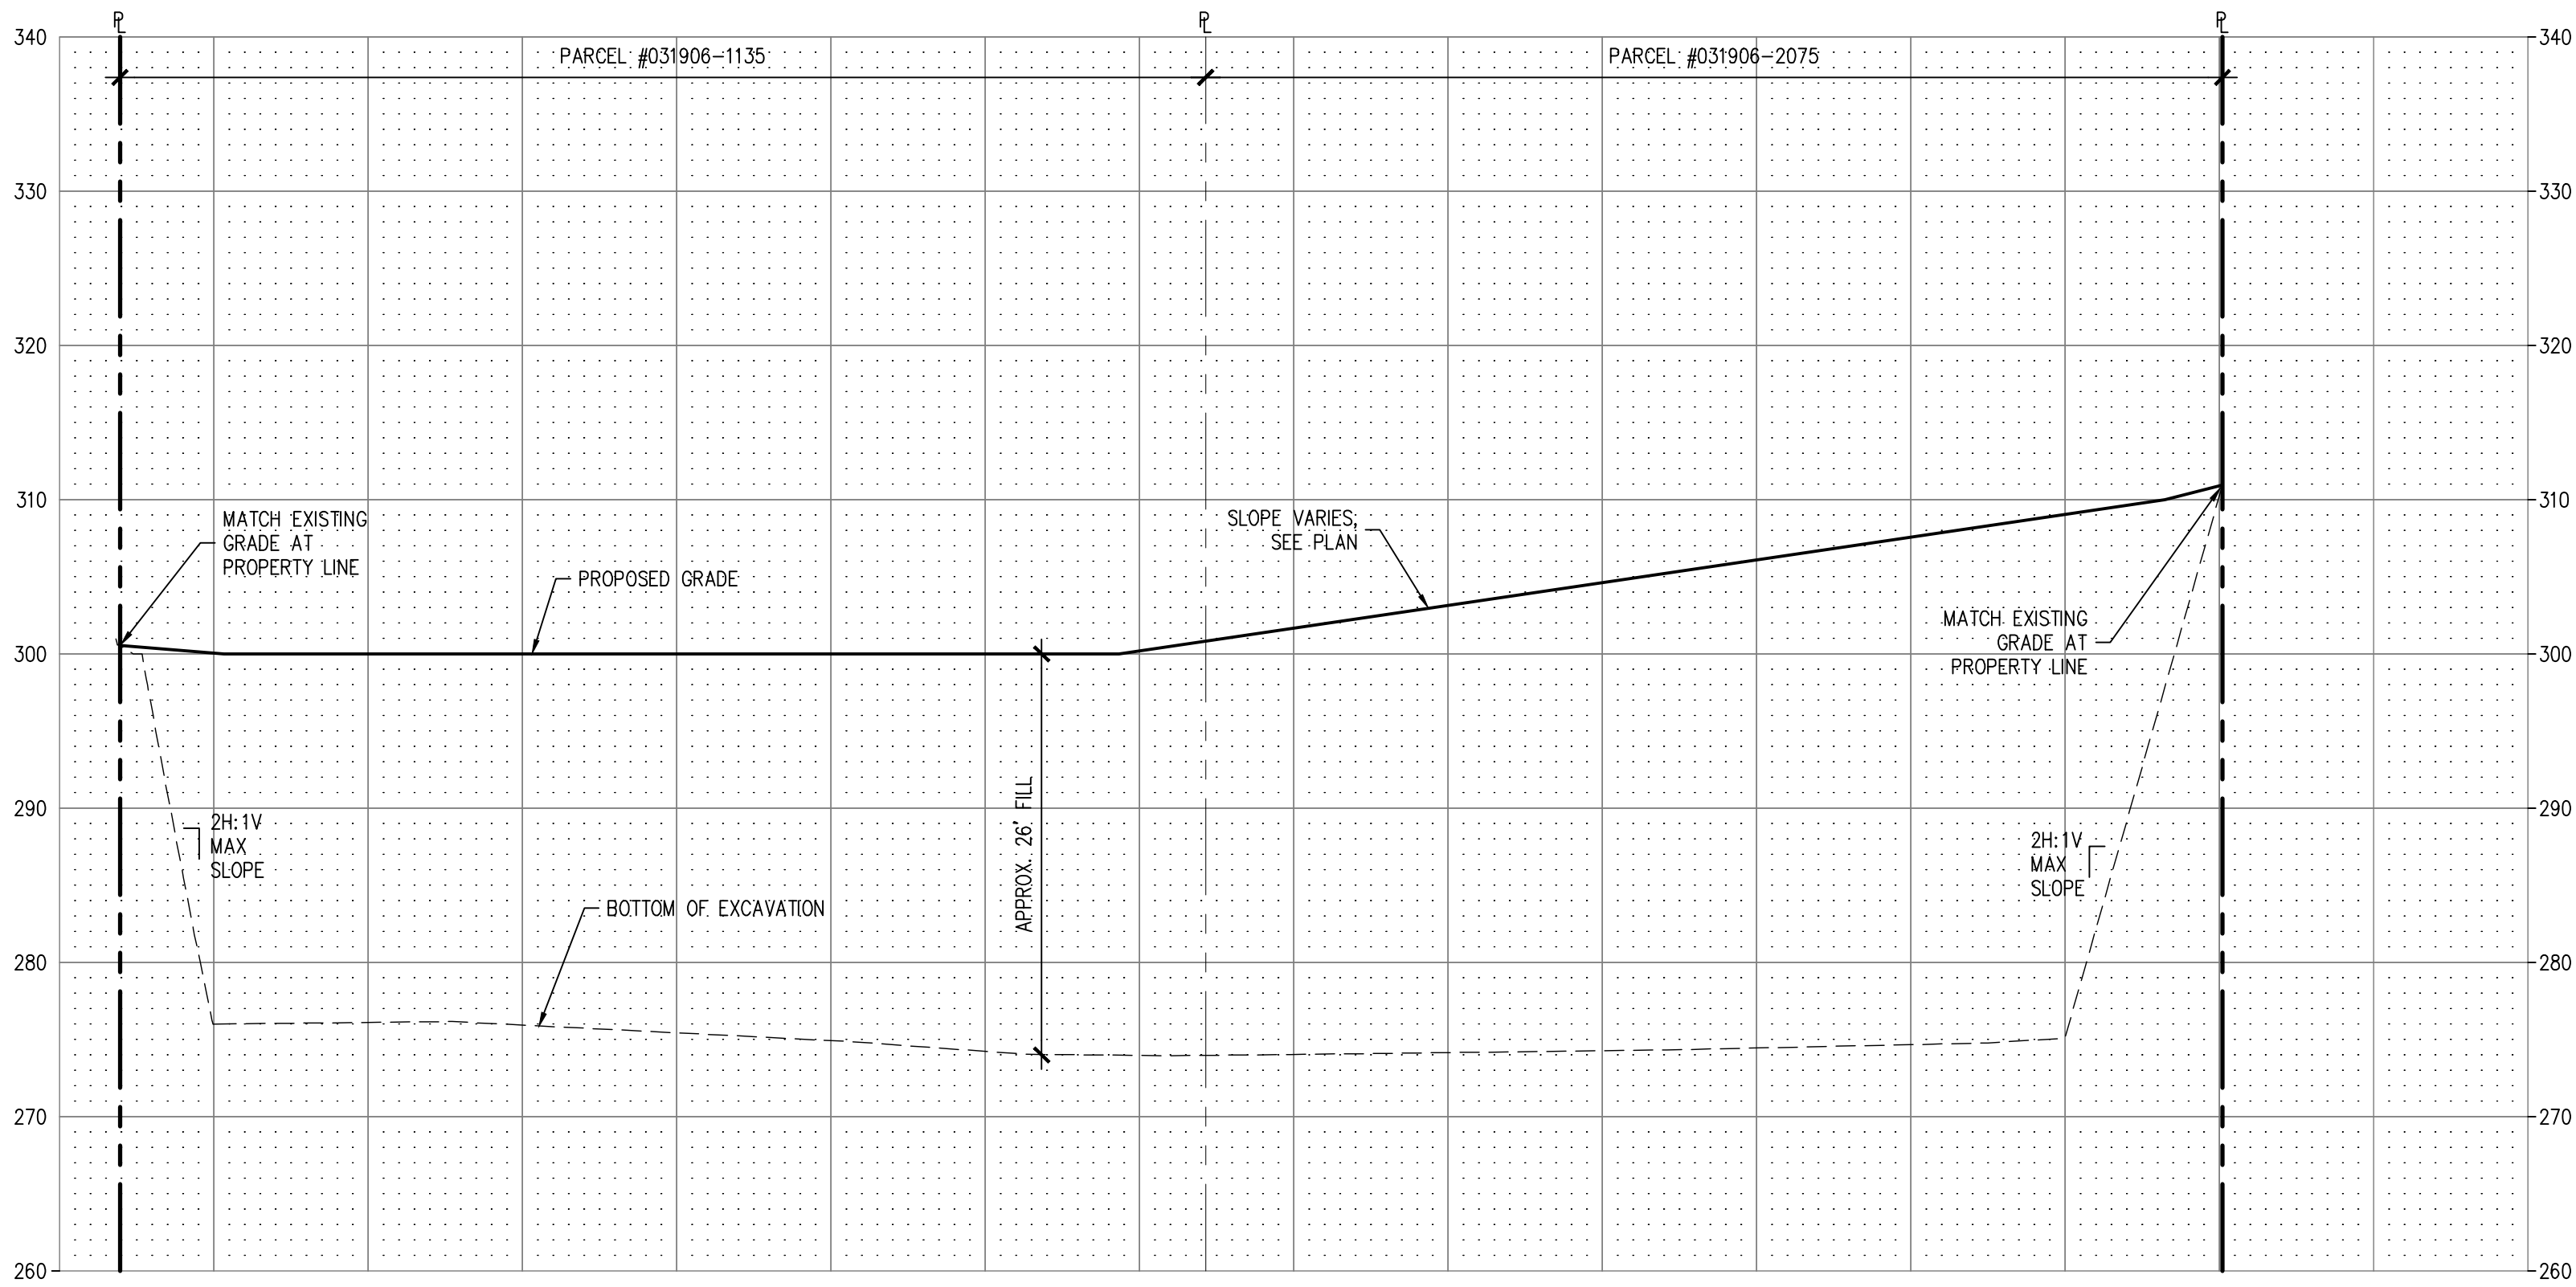 PL PL PL
340 340
PARCEL #031906-1135 PARCEL #031906-2075
330 330
320 320
310 310
MATCH EXISTING
GRADE AT
PROPERTY LINE
SLOPE VARIES,
SEE PLAN
PROPOSED GRADE
MATCH EXISTING
GRADE AT
PROPERTY LINE
300 300
290 290
2H:1V
MAX
SLOPE
APPROX. 26' FILL
2H:1V
MAX
SLOPE
BOTTOM OF EXCAVATION
280 280
270 270
260 260